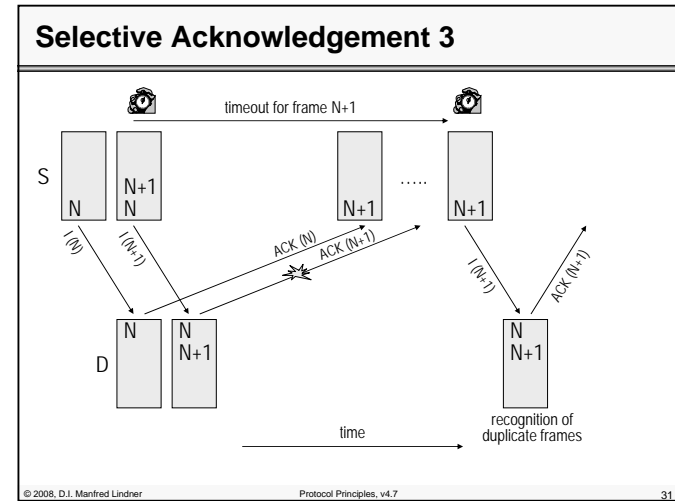 Selective Acknowledgement 3
timeout for frame N+1
S
N
N+1
N
N+1
.....
N+1
I (N)
I (N+1)
ACK (N)
ACK (N+1)
I (N+1)
ACK (N+1)
D
N
N
N+1
N
N+1
recognition of
duplicate frames
time
© 2008, D.I. Manfred Lindner
Protocol Principles, v4.7
31